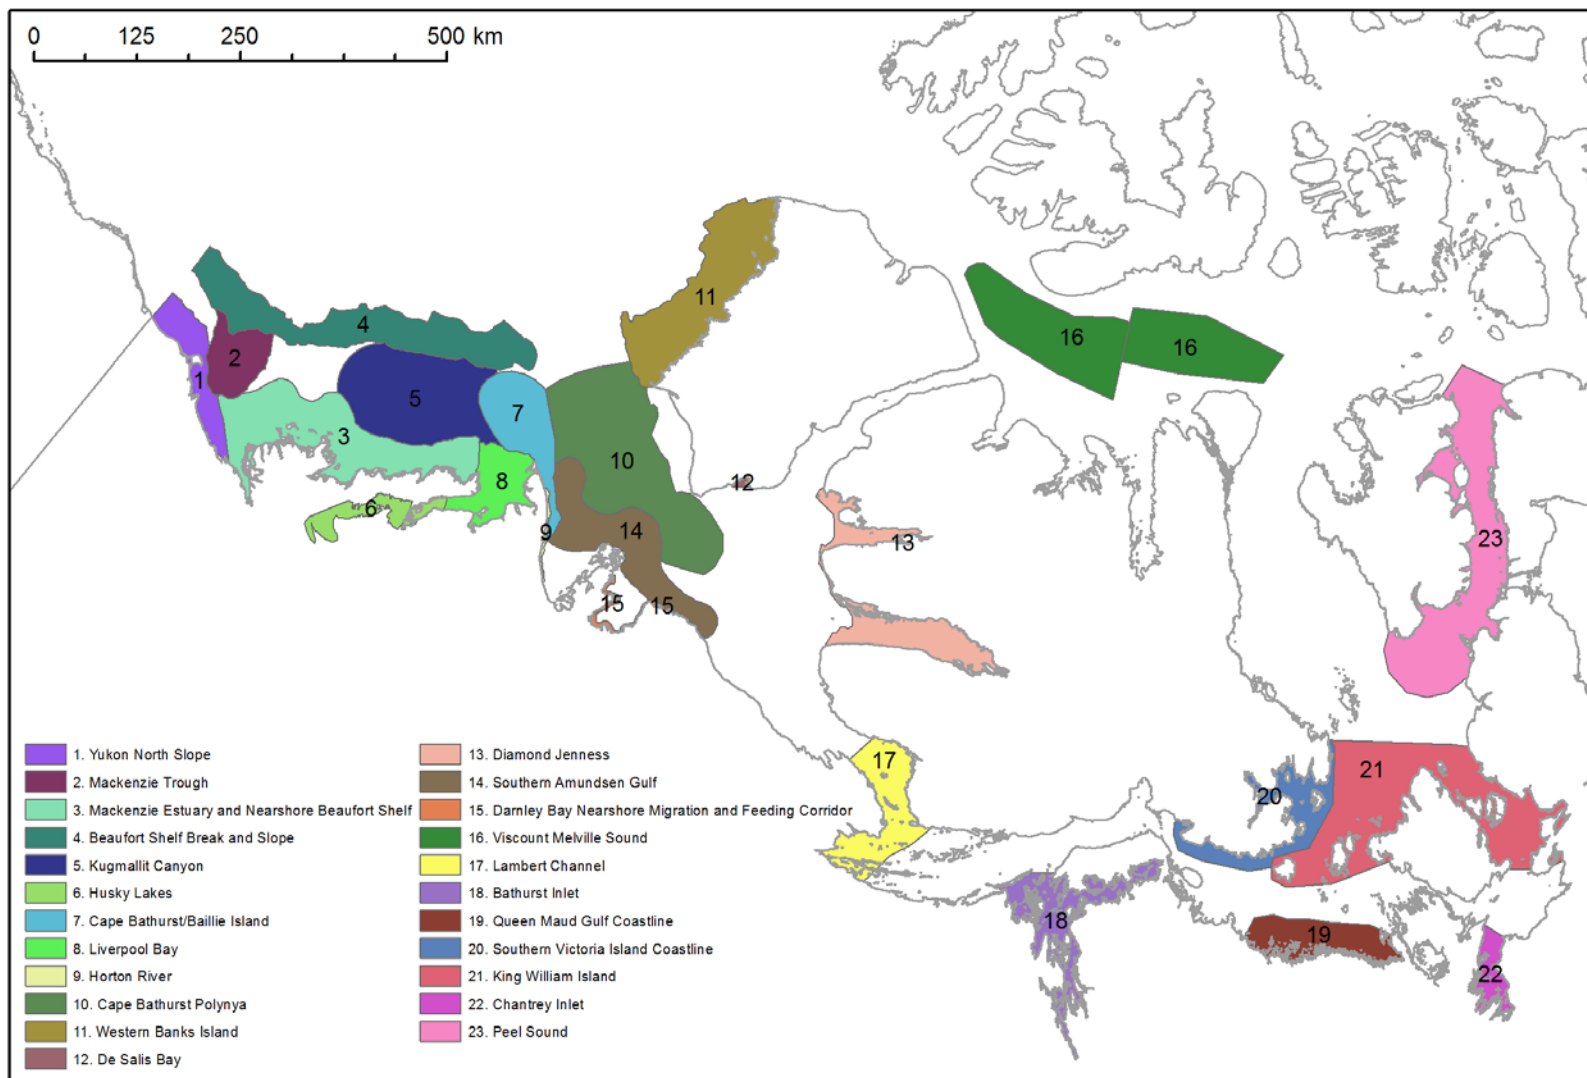 0 125 250 500 km
11
4
16
16
2
1
5
7
3
10
12
8
6
9
14
13
23
15
15
17
21
20
18
19
22
1. Yukon North Slope
2. Mackenzie Trough
3. Mackenzie Estuary and Nearshore Beaufort Shelf
4. Beaufort Shelf Break and Slope
5. Kugmallit Canyon
6. Husky Lakes
7. Cape Bathurst/Baillie Island
8. Liverpool Bay
9. Horton River
10. Cape Bathurst Polynya
11. Western Banks Island
12. De Salis Bay
13. Diamond Jenness
14. Southern Amundsen Gulf
15. Darnley Bay Nearshore Migration and Feeding Corridor
16. Viscount Melville Sound
17. Lambert Channel
18. Bathurst Inlet
19. Queen Maud Gulf Coastline
20. Southern Victoria Island Coastline
21. King William Island
22. Chantrey Inlet
23. Peel Sound